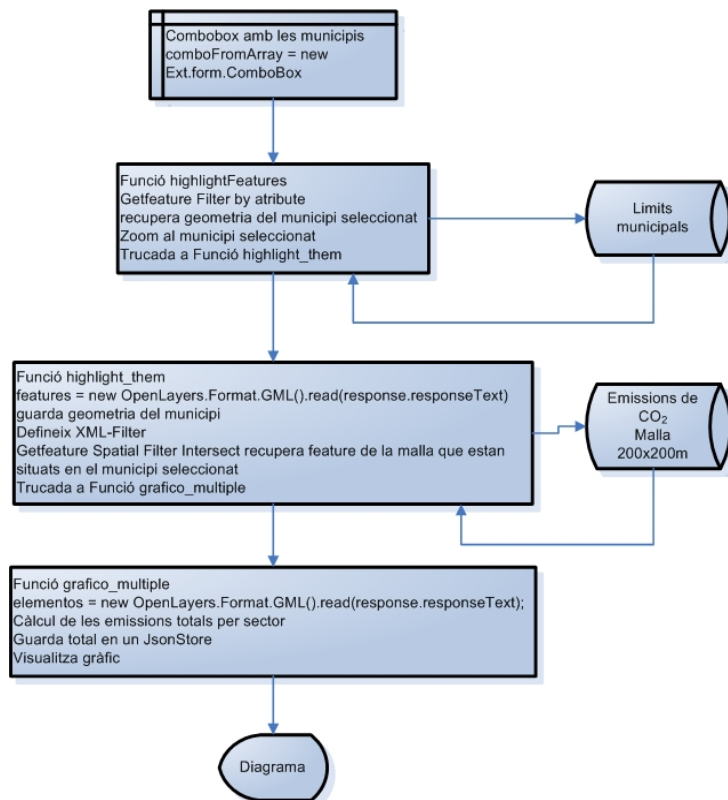 Combobox amb les municipis
comboFromArray = new
Ext.form.ComboBox
Funció highlightFeatures
Getfeature Filter by atribute
recupera geometria del municipi seleccionat
Zoom al municipi seleccionat
Trucada a Funció highlight_them
Limits
municipals
Funció highlight_them
features = new OpenLayers.Format.GML().read(response.responseText)
guarda geometria del municipi
Defineix XML-Filter
Getfeature Spatial Filter Intersect recupera feature de la malla que estan
situats en el municipi seleccionat
Trucada a Funció grafico_multiple
Emissions de
CO₂
Malla
200x200m
Funció grafico_multiple
elementos = new OpenLayers.Format.GML().read(response.responseText);
Càlcul de les emissions totals per sector
Guarda total en un JsonStore
Visualitza gràfic
Diagrama